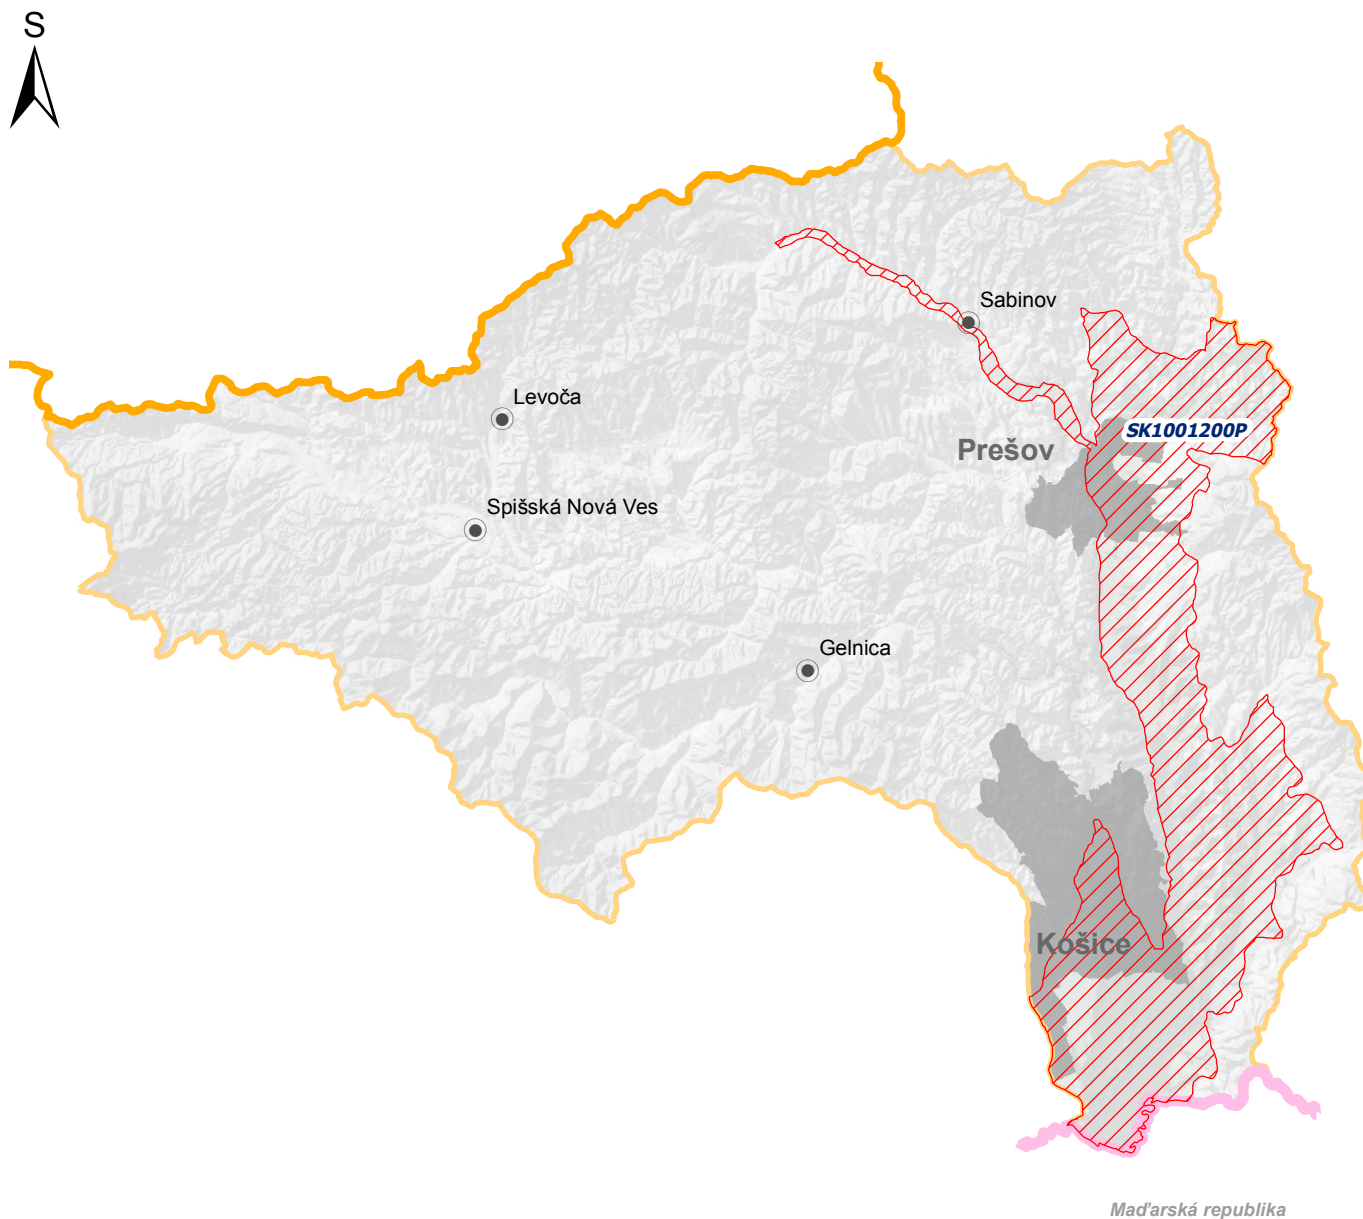 S
Sabinov
Levoča
SK1001200P
Prešov
Spišská Nová Ves
Gelnica
Košice
Maďarská republika